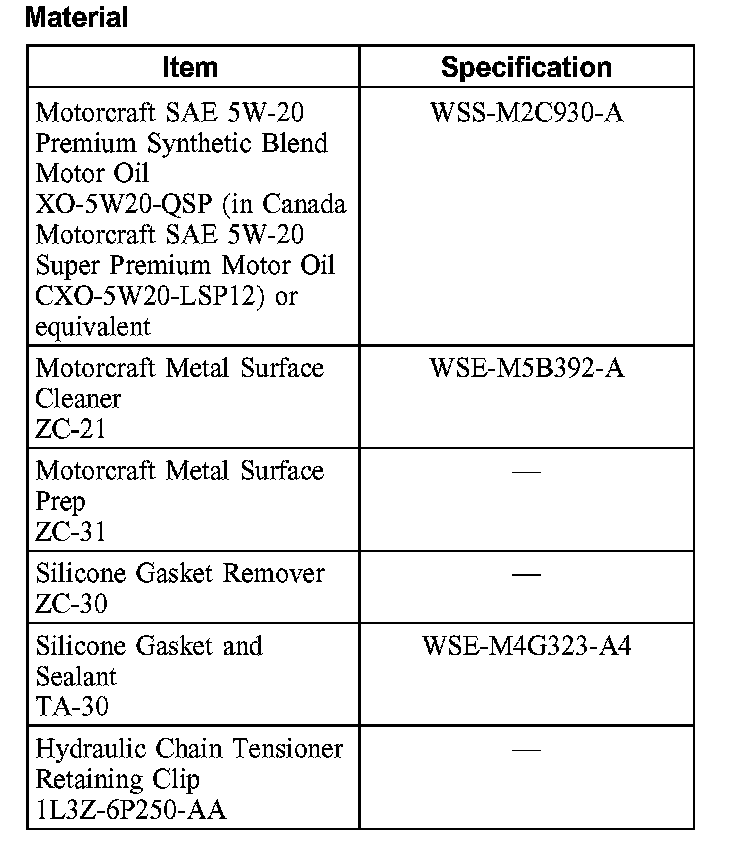 Material
Item Specification
Motorcraft SAE 5W-20 WSS-M2C930-A
Premium Synthetic Blend
Motor Oil
XO-5W20-QSP (in Canada
Motorcraft SAE 5W-20
Super Premium Motor Oil
CXO-5W20-LSP12) or
equivalent
Motorcraft Metal Surface WSE-M5B392-A
Cleaner
ZC-21
Motorcraft Metal Surface —
Prep
ZC-31
Silicone Gasket Remover —
ZC-30
Silicone Gasket and WSE-M4G323-A4
Sealant
TA-30
Hydraulic Chain Tensioner —
Retaining Clip
1L3Z-6P250-AA